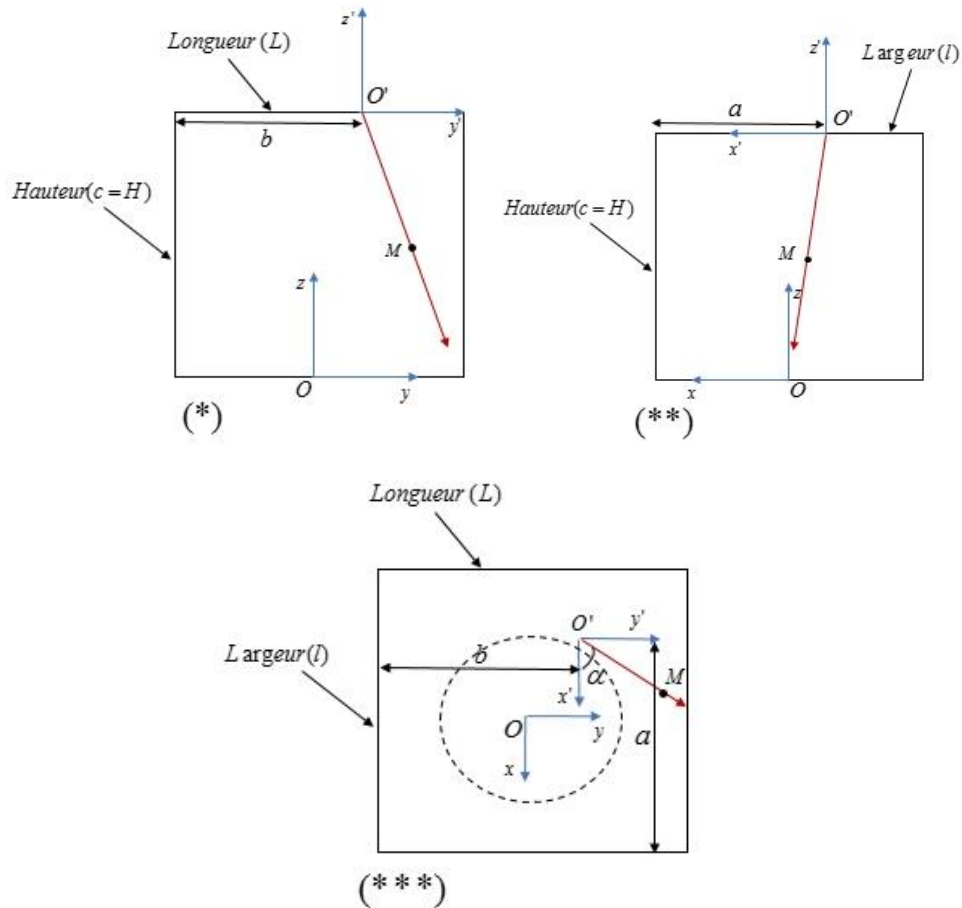 z'
Longueur (L)
O'
y'
b
Hauteur(c = H)
M
z
O
y
(*)
z'
Largeur(l)
a
O'
x'
Hauteur(c = H)
M
z
x
O
(**)
Longueur (L)
O'
y'
Largeur(l)
b
α
M
x'
O
y
a
x
(***)